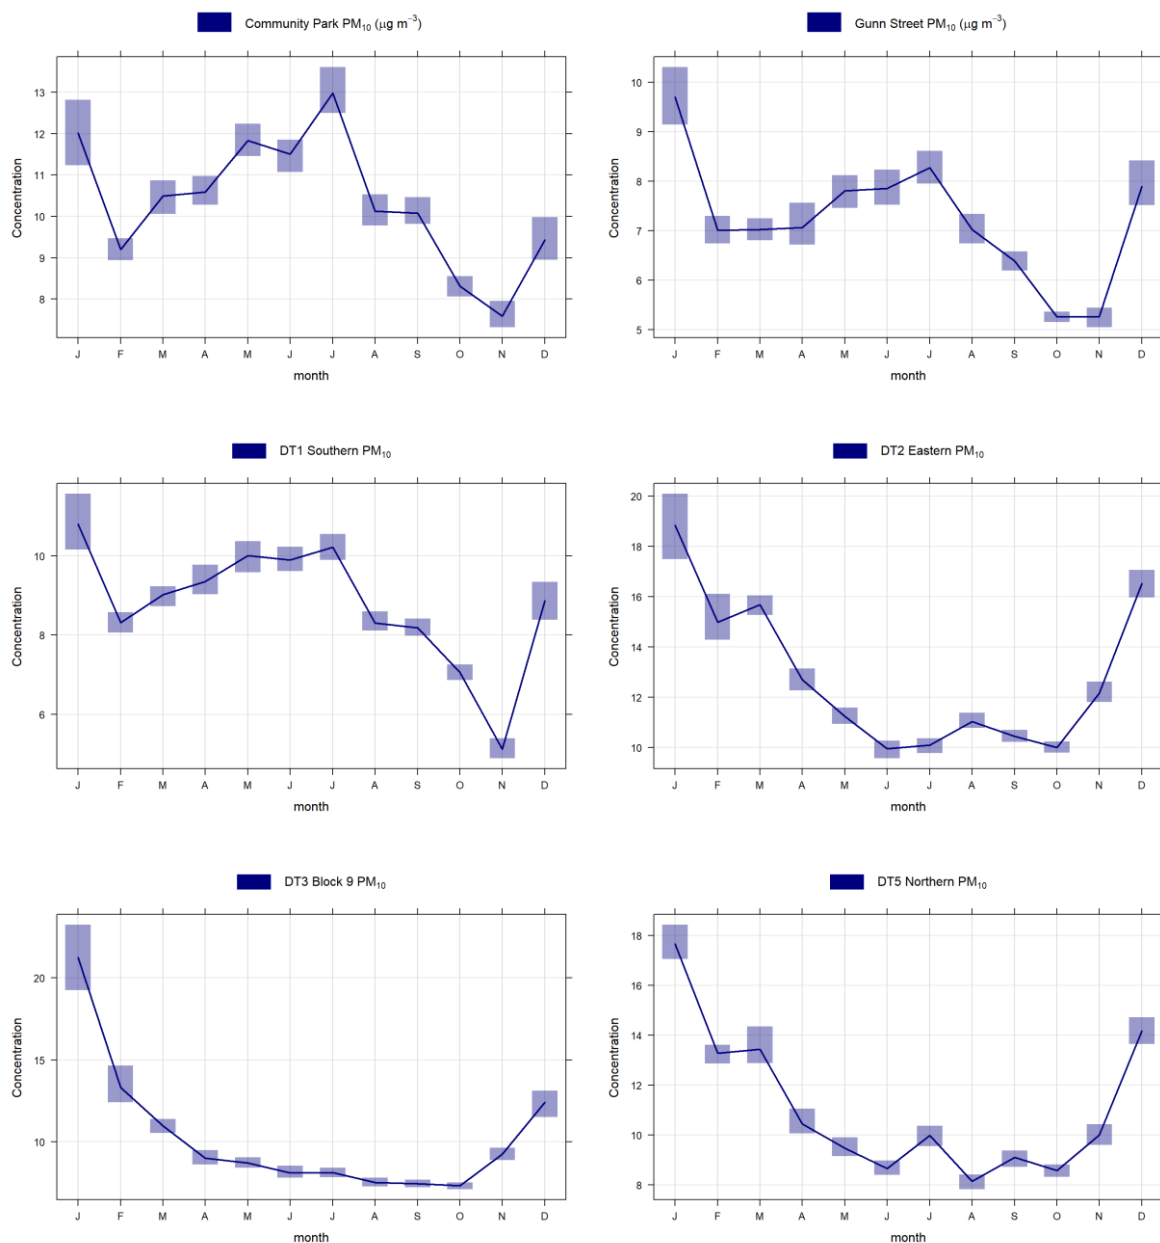 Community Park PM₁₀ (μg m⁻³)
Concentration
13
12
11
10
9
8
J F M A M J J A S O N D
month
Gunn Street PM₁₀ (μg m⁻³)
Concentration
10
9
8
7
6
5
J F M A M J J A S O N D
month
DT1 Southern PM₁₀
Concentration
10
8
6
J F M A M J J A S O N D
month
DT2 Eastern PM₁₀
Concentration
20
18
16
14
12
10
J F M A M J J A S O N D
month
DT3 Block 9 PM₁₀
Concentration
20
15
10
J F M A M J J A S O N D
month
DT5 Northern PM₁₀
Concentration
18
16
14
12
10
8
J F M A M J J A S O N D
month